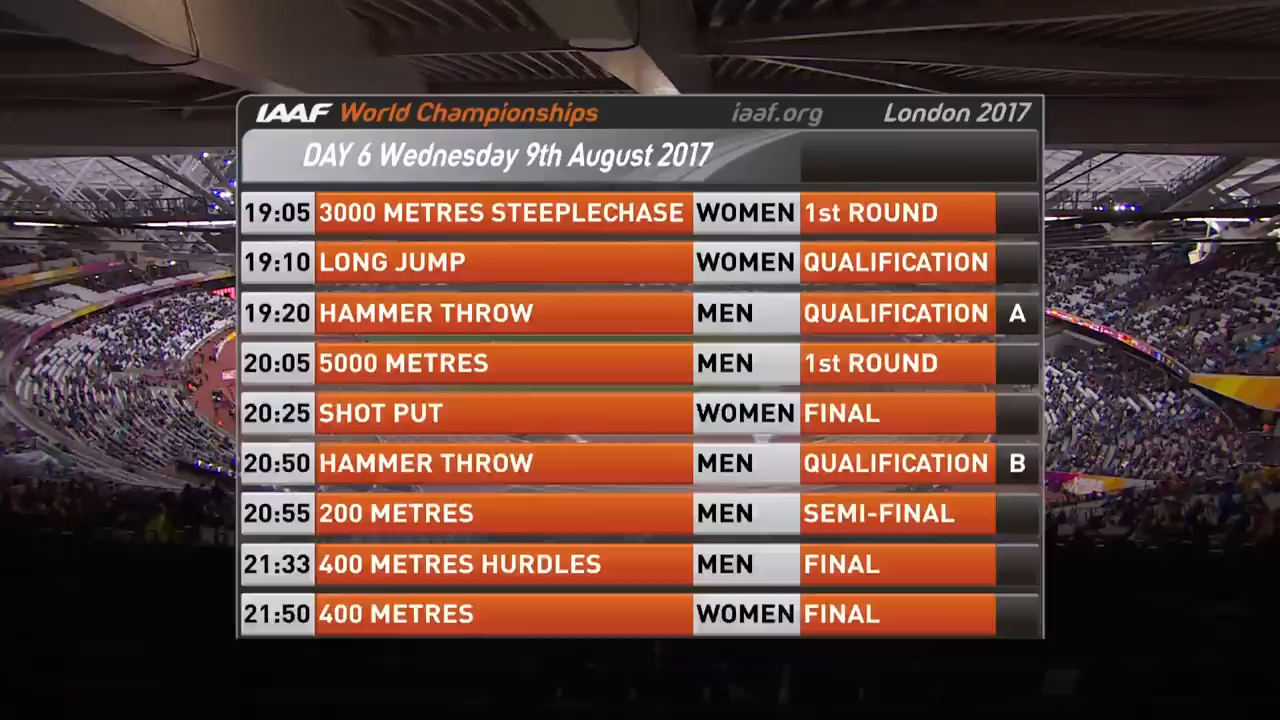 IAAF World Championships iaaf.org London 2017
DAY 6 Wednesday 9th August 2017
19:05 3000 METRES STEEPLECHASE WOMEN 1st ROUND
19:10 LONG JUMP WOMEN QUALIFICATION
19:20 HAMMER THROW MEN QUALIFICATION A
20:05 5000 METRES MEN 1st ROUND
20:25 SHOT PUT WOMEN FINAL
20:50 HAMMER THROW MEN QUALIFICATION B
20:55 200 METRES MEN SEMI-FINAL
21:33 400 METRES HURDLES MEN FINAL
21:50 400 METRES WOMEN FINAL